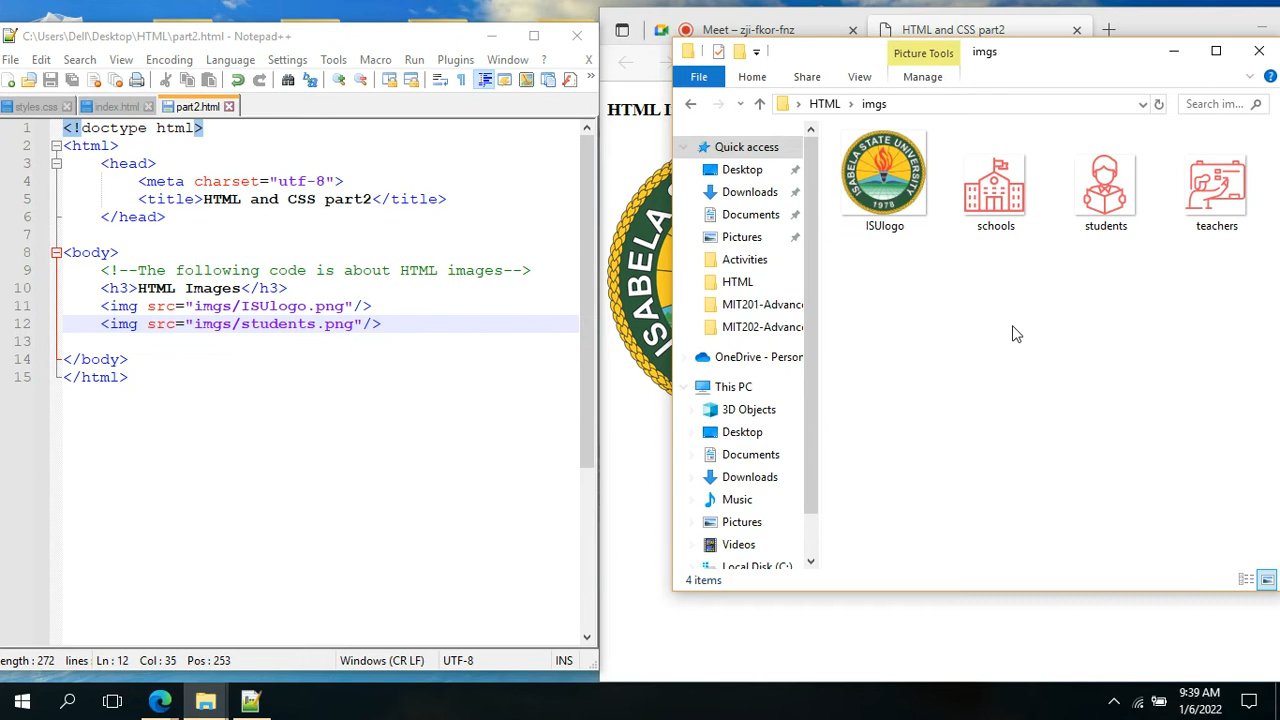 C:\Users\Dell\Desktop\HTML\part2.html - Notepad++
File Edit Search View Encoding Language Settings Tools Macro Run Plugins Window ?
styles.css index.html part2.html
1 <!doctype html>
2 <html>
3 <head>
4 <meta charset="utf-8">
5 <title>HTML and CSS part2</title>
6 </head>
7
8 <body>
9 <!--The following code is about HTML images-->
10 <h3>HTML Images</h3>
11 <img src="imgs/ISUlogo.png"/>
12 <img src="imgs/students.png"/>
13
14 </body>
15 </html>
ength : 272 lines Ln : 12 Col : 35 Pos : 253 Windows (CR LF) UTF-8 INS
Meet – zji-fkor-fnz HTML and CSS part2
HTML I
ISABELA
Picture Tools imgs
File Home Share View Manage
HTML imgs Search im...
Quick access
Desktop
Downloads
Documents
Pictures
Activities
HTML
MIT201-Advance
MIT202-Advance
OneDrive - Person
This PC
3D Objects
Desktop
Documents
Downloads
Music
Pictures
Videos
Local Disk (C:)
ISABELA STATE UNIVERSITY
1978
ISUlogo schools students teachers
4 items
9:39 AM
1/6/2022